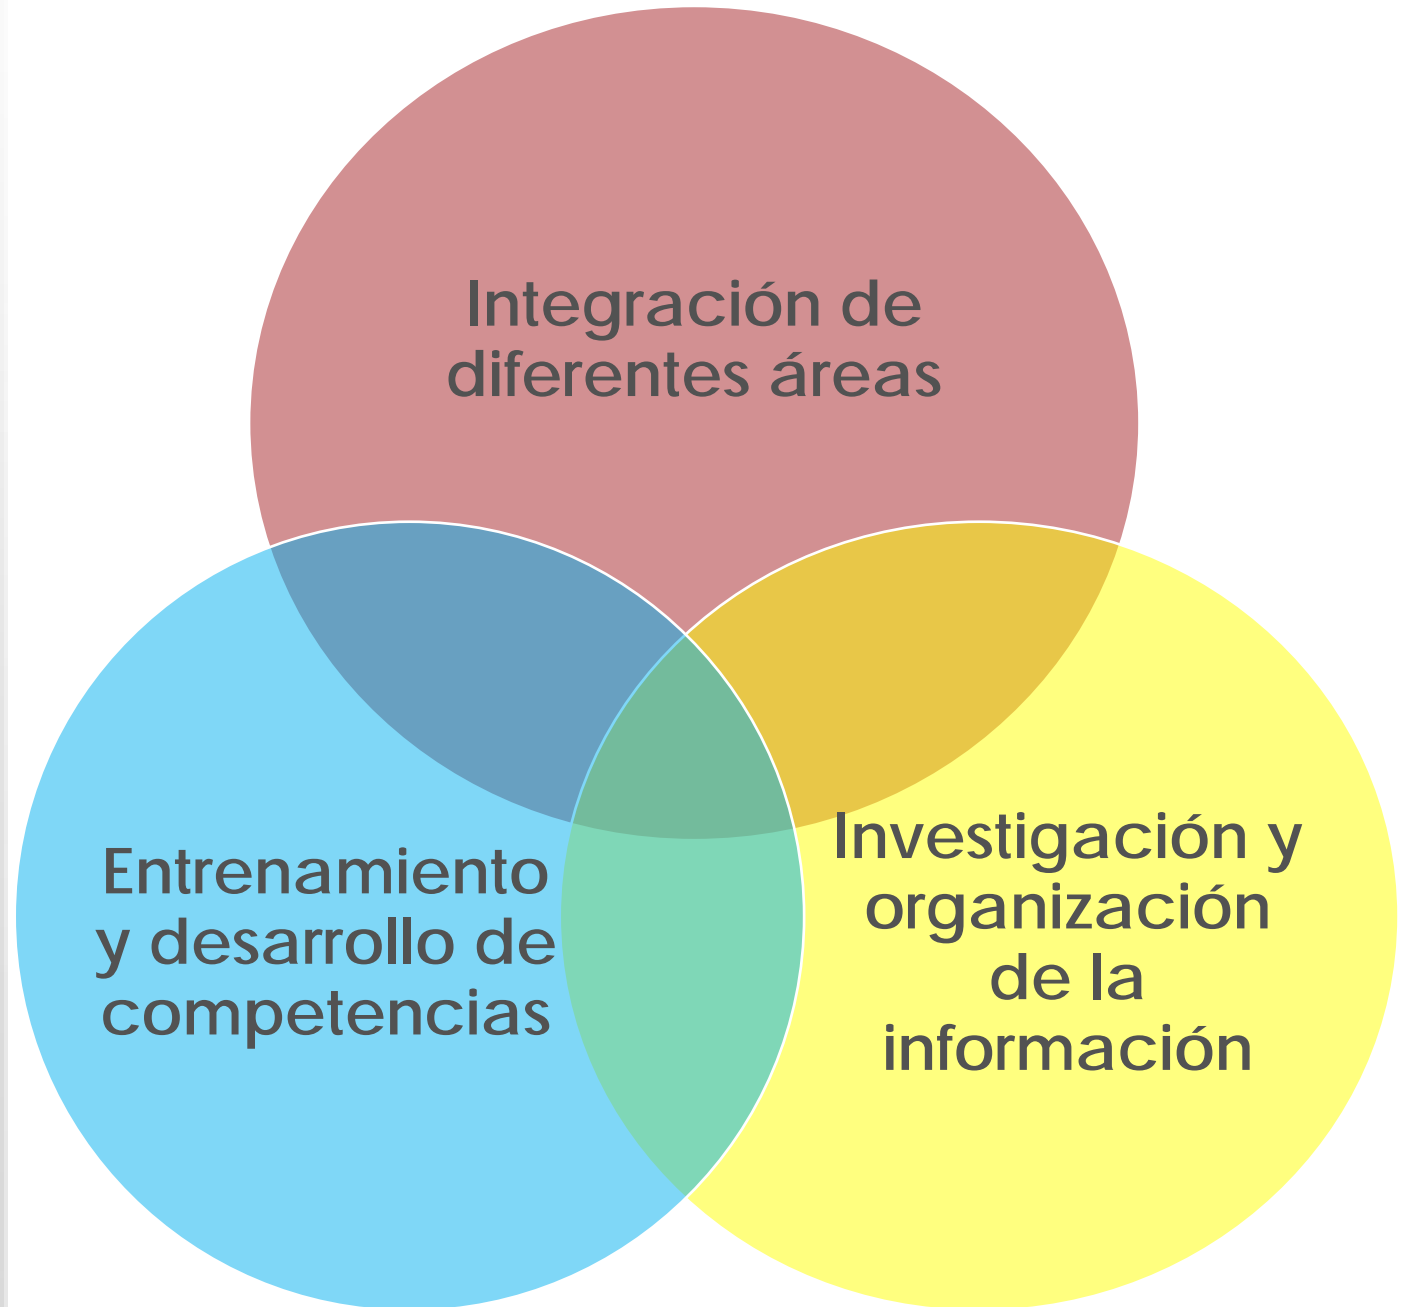 Integración de
diferentes áreas
Entrenamiento
y desarrollo de
competencias
Investigación y
organización
de la
información